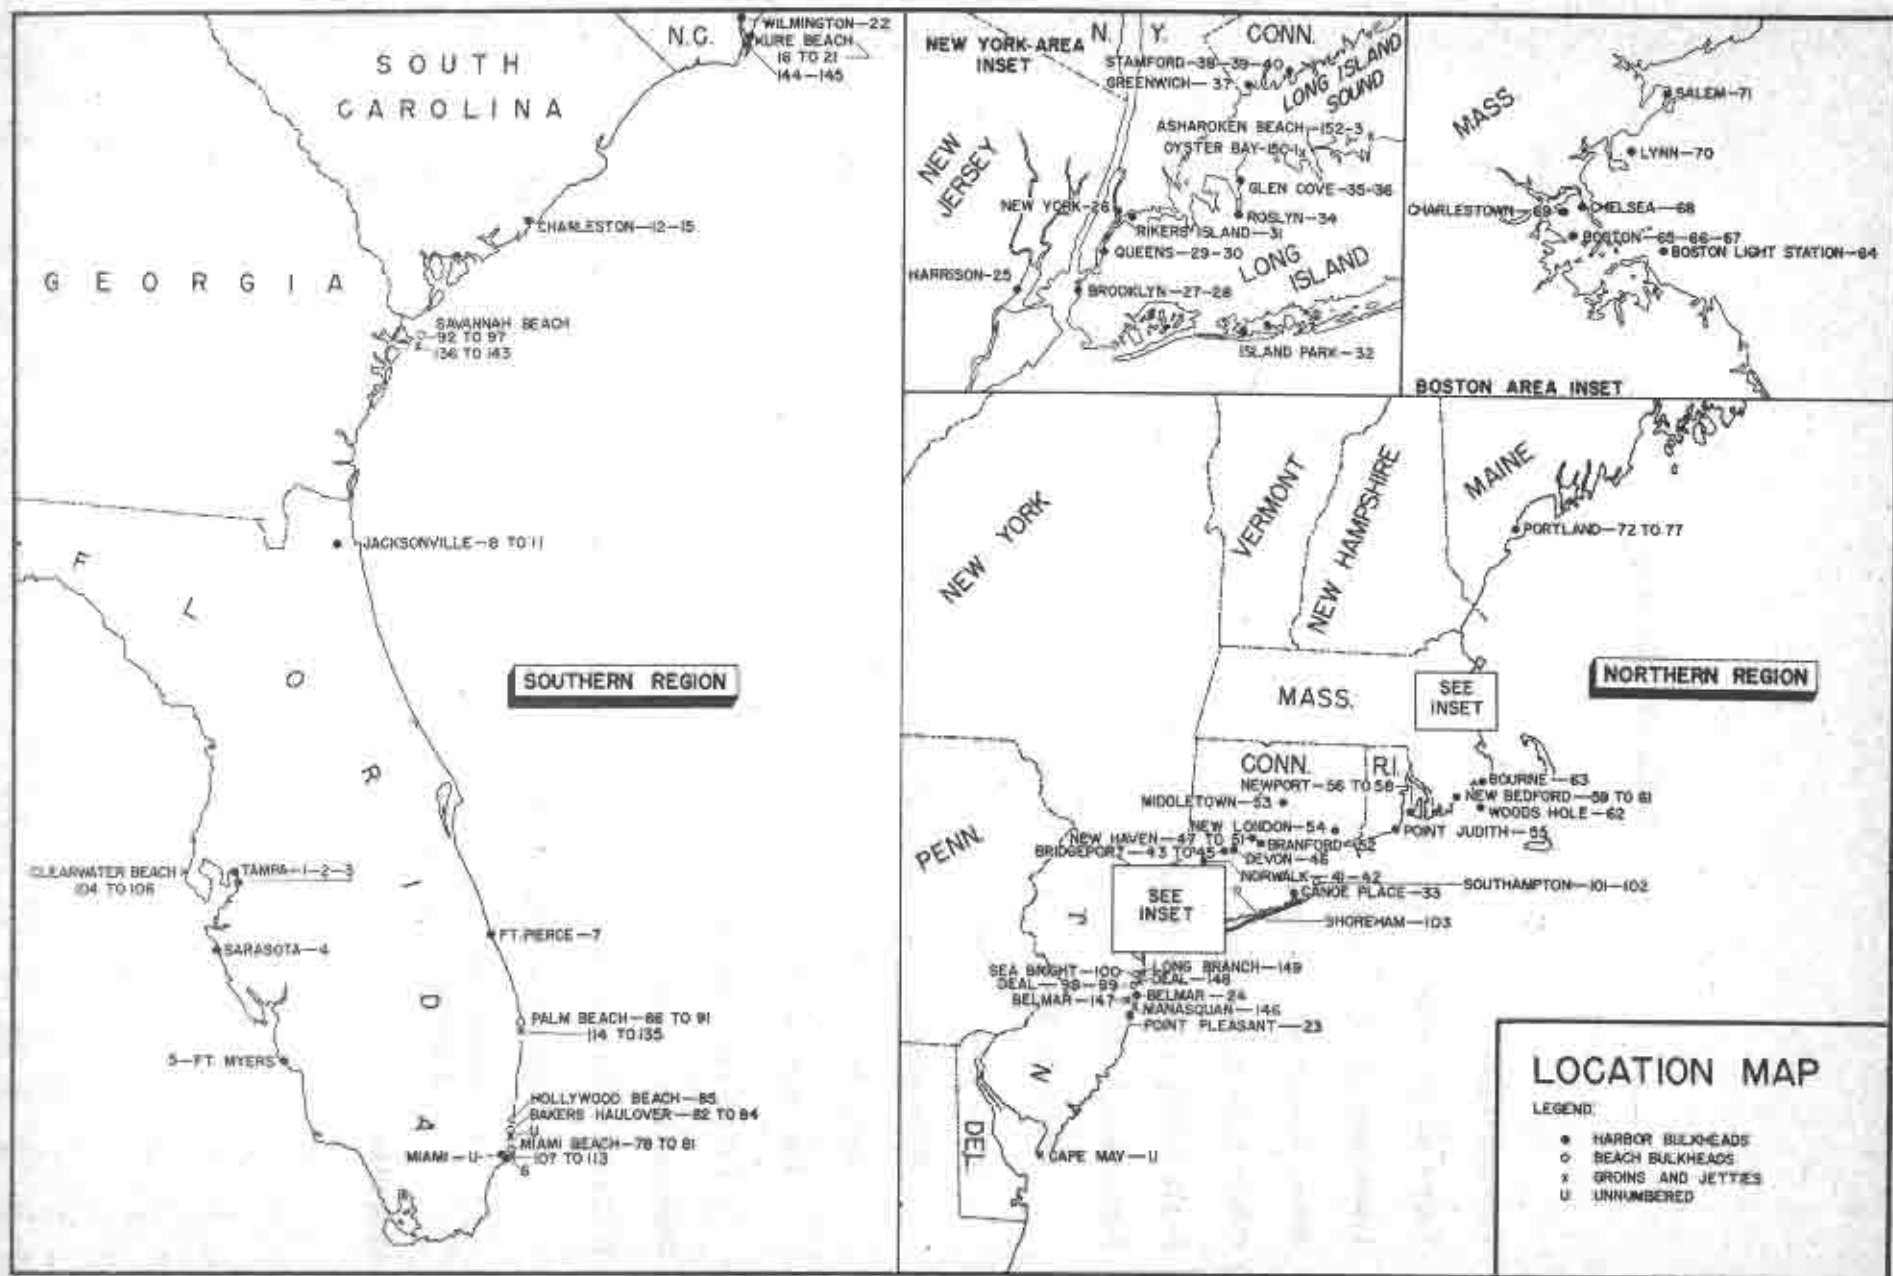 SOUTH
CAROLINA
N.C.
WILMINGTON—22
KURE BEACH
16 TO 21
144—145
CHARLESTON—12-15
GEORGIA
SAVANNAH BEACH
92 TO 97
136 TO 143
JACKSONVILLE—8 TO 11
FLORIDA
SOUTHERN REGION
CLEARWATER BEACH
104 TO 106
TAMPA—1-2-3
SARASOTA—4
FT. PIERCE—7
PALM BEACH—86 TO 91
114 TO 135
5—FT. MYERS
HOLLYWOOD BEACH—85
BAKERS HAULOVER—82 TO 84
U
MIAMI BEACH—78 TO 81
MIAMI—U
107 TO 113
6
NEW YORK-AREA
INSET
N. Y.
CONN.
STAMFORD—38-39-40
GREENWICH—37
LONG ISLAND
SOUND
ASHAROKEN BEACH—152-3
OYSTER BAY—150-1
NEW
JERSEY
GLEN COVE—35-36
NEW YORK—26
ROSLYN—34
RIKERS ISLAND—31
QUEENS—29-30
LONG
ISLAND
HARRISON—25
BROOKLYN—27-28
ISLAND PARK—32
MASS
SALEM—71
LYNN—70
CHARLESTOWN—69
CHELSEA—68
BOSTON—65-66-67
BOSTON LIGHT STATION—64
BOSTON AREA INSET
NEW YORK
VERMONT
NEW HAMPSHIRE
MAINE
PORTLAND—72 TO 77
NORTHERN REGION
MASS.
SEE
INSET
CONN.
R.I.
NEWPORT—56 TO 58
BOURNE—63
MIDDLETOWN—53
NEW BEDFORD—59 TO 61
WOODS HOLE—62
NEW LONDON—54
POINT JUDITH—55
NEW HAVEN—47 TO 51
BRANFORD—52
BRIDGEPORT—43 TO 45
DEVON—46
PENN.
NORWALK—41-42
SOUTHAMPTON—101-102
CANOE PLACE—33
SEE
INSET
SHOREHAM—103
N. J.
SEA BRIGHT—100
LONG BRANCH—149
DEAL—98-99
DEAL—148
BELMAR—147
BELMAR—24
MANASQUAN—146
POINT PLEASANT—23
DEL.
CAPE MAY—U
LOCATION MAP
LEGEND:
● HARBOR BULKHEADS
○ BEACH BULKHEADS
x GROINS AND JETTIES
U UNNUMBERED